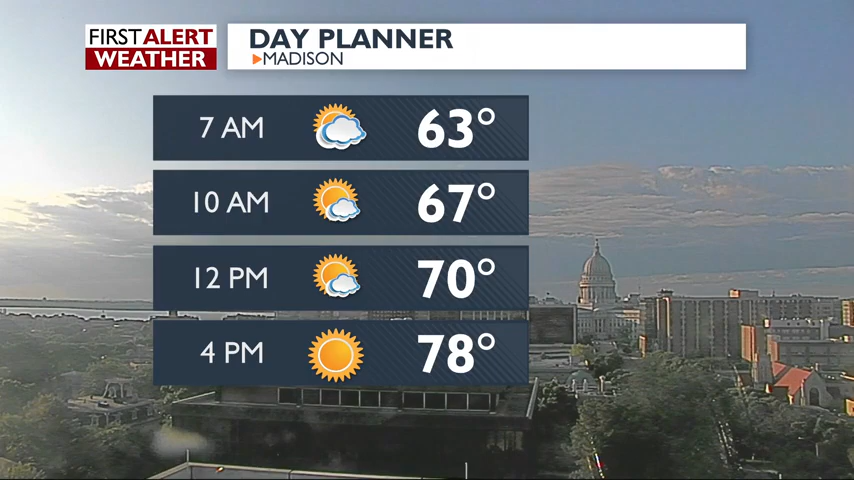 FIRST ALERT
WEATHER
DAY PLANNER
MADISON
7 AM 63°
10 AM 67°
12 PM 70°
4 PM 78°